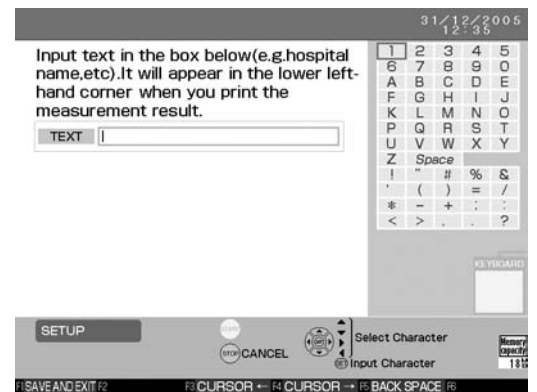 31/12/2005
12:35
Input text in the box below(e.g.hospital
name,etc).It will appear in the lower left-
hand corner when you print the
measurement result.
TEXT
1 2 3 4 5
6 7 8 9 0
A B C D E
F G H I J
K L M N O
P Q R S T
U V W X Y
Z Space
! " # % &
' ( ) = /
* - + : ;
< > , . ?
KEYBOARD
SETUP
START
STOP CANCEL
Select Character
Input Character
Memory
capacity
F1 SAVE AND EXIT F2 F3 CURSOR ← F4 CURSOR → F5 BACK SPACE F6